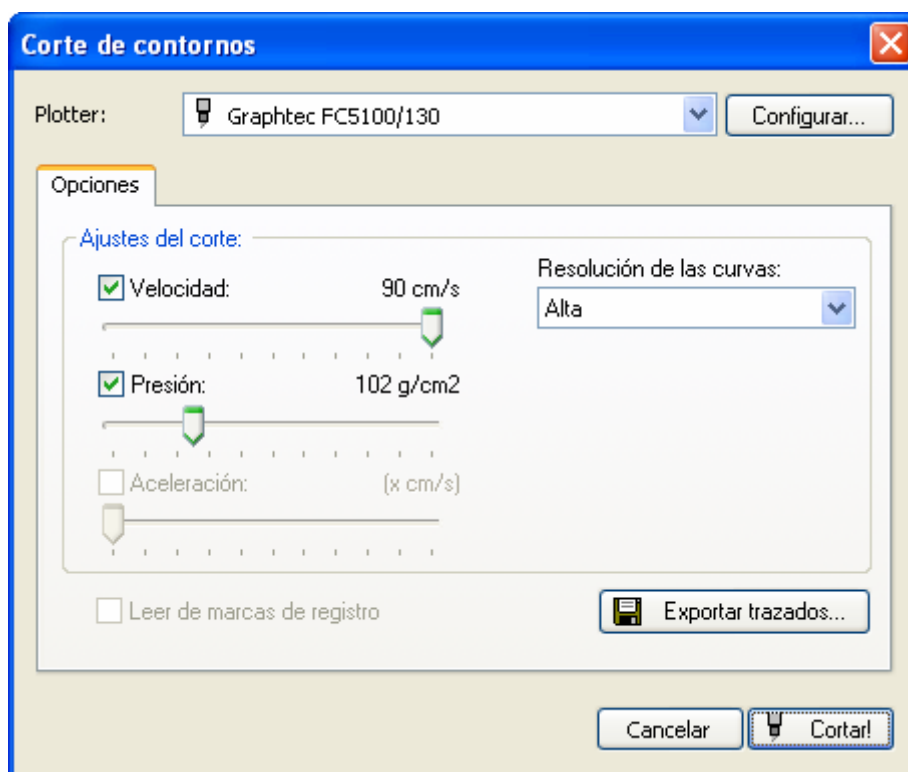 Corte de contornos
Plotter: Graphtec FC5100/130 Configurar...
Opciones
Ajustes del corte:
Velocidad: 90 cm/s
Resolución de las curvas:
Alta
Presión: 102 g/cm2
Aceleración: (x cm/s)
Leer de marcas de registro
Exportar trazados...
Cancelar
Cortar!